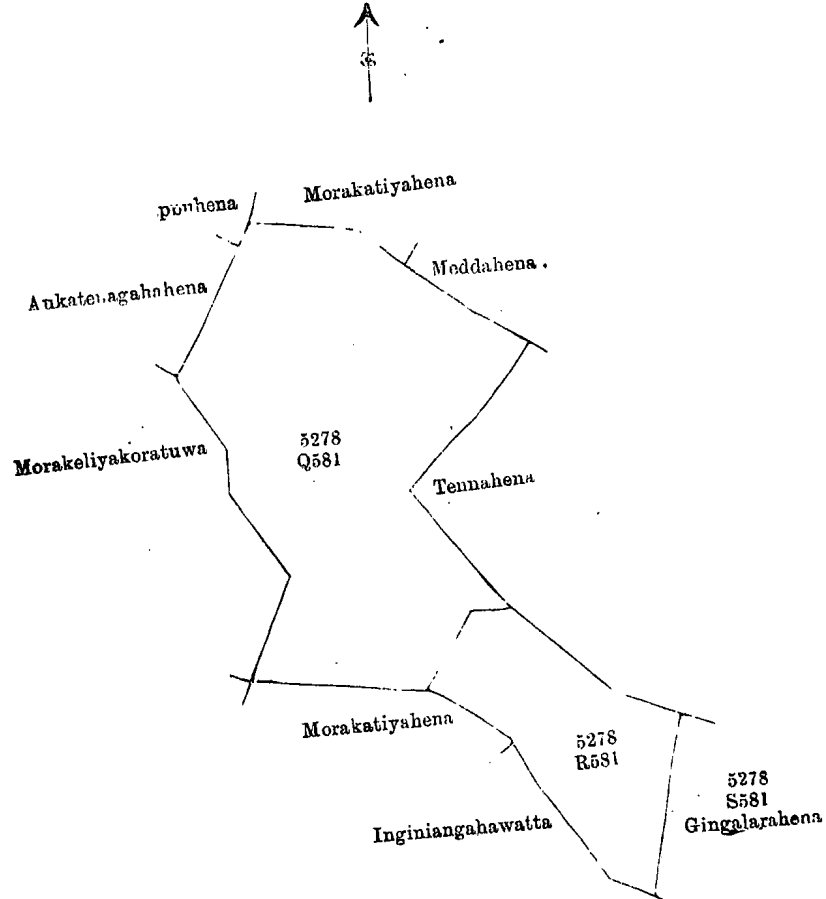 Morakatiyahena
Meddahena
Morakeliyakoratuwa
5278
Q581
Tennahena
Morakatiyahena
5278
R581
5278
S581
Gingalarahena
Inginiangahawatta